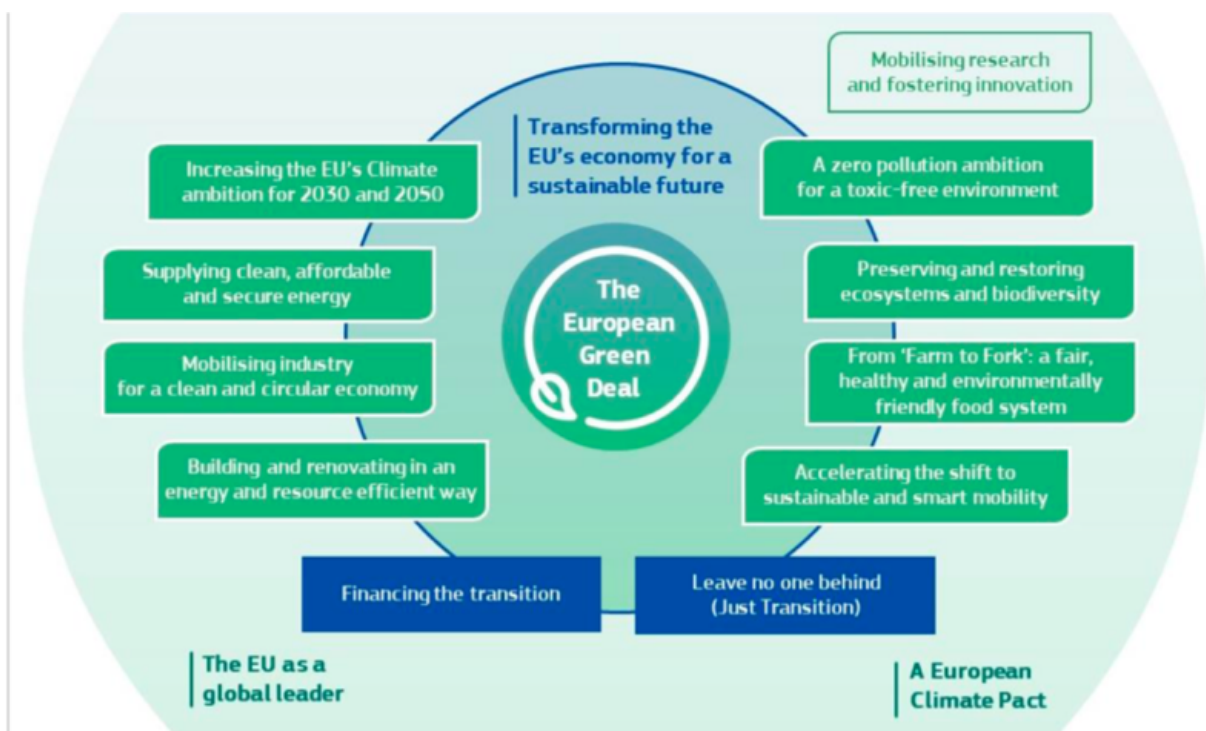 Mobilising research
and fostering innovation
Transforming the
EU's economy for a
sustainable future
Increasing the EU's Climate
ambition for 2030 and 2050
A zero pollution ambition
for a toxic-free environment
Supplying clean, affordable
and secure energy
Preserving and restoring
ecosystems and biodiversity
The
European
Green
Deal
Mobilising industry
for a clean and circular economy
From 'Farm to Fork': a fair,
healthy and environmentally
friendly food system
Building and renovating in an
energy and resource efficient way
Accelerating the shift to
sustainable and smart mobility
Financing the transition
Leave no one behind
(Just Transition)
The EU as a
global leader
A European
Climate Pact